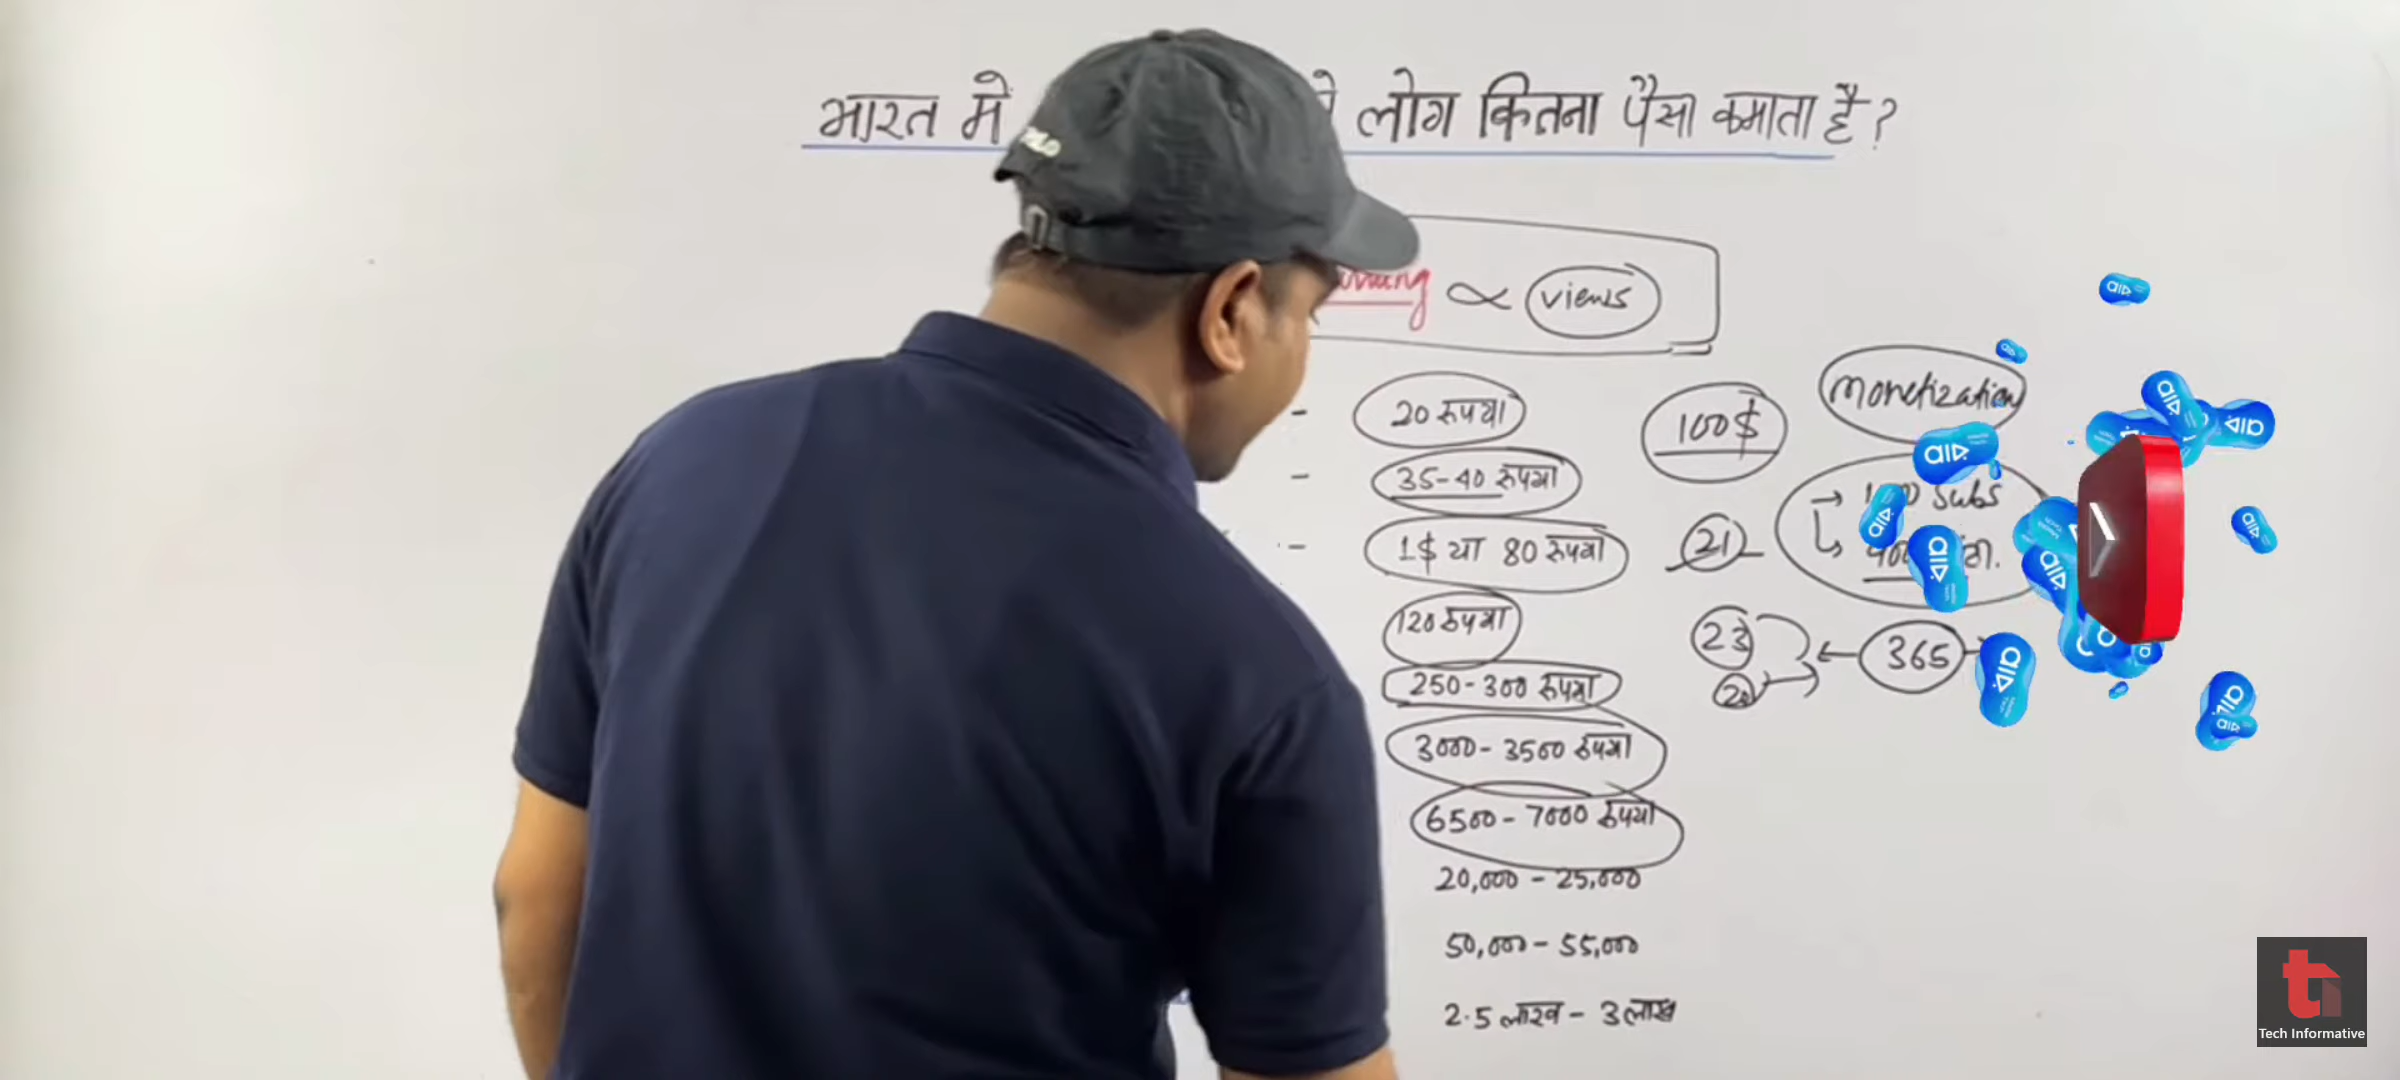 भारत में लोग कितना पैसा कमाता है?
∝ views
- 20 रुपया
- 35-40 रुपया
- 1$ या 80 रुपया
120 रुपया
250-300 रुपया
3000-3500 रुपया
6500-7000 रुपया
20,000-25,000
50,000-55,000
2.5 लाख-3 लाख
100$
21
23
365
monetization
subs
POLO
Tech Informative